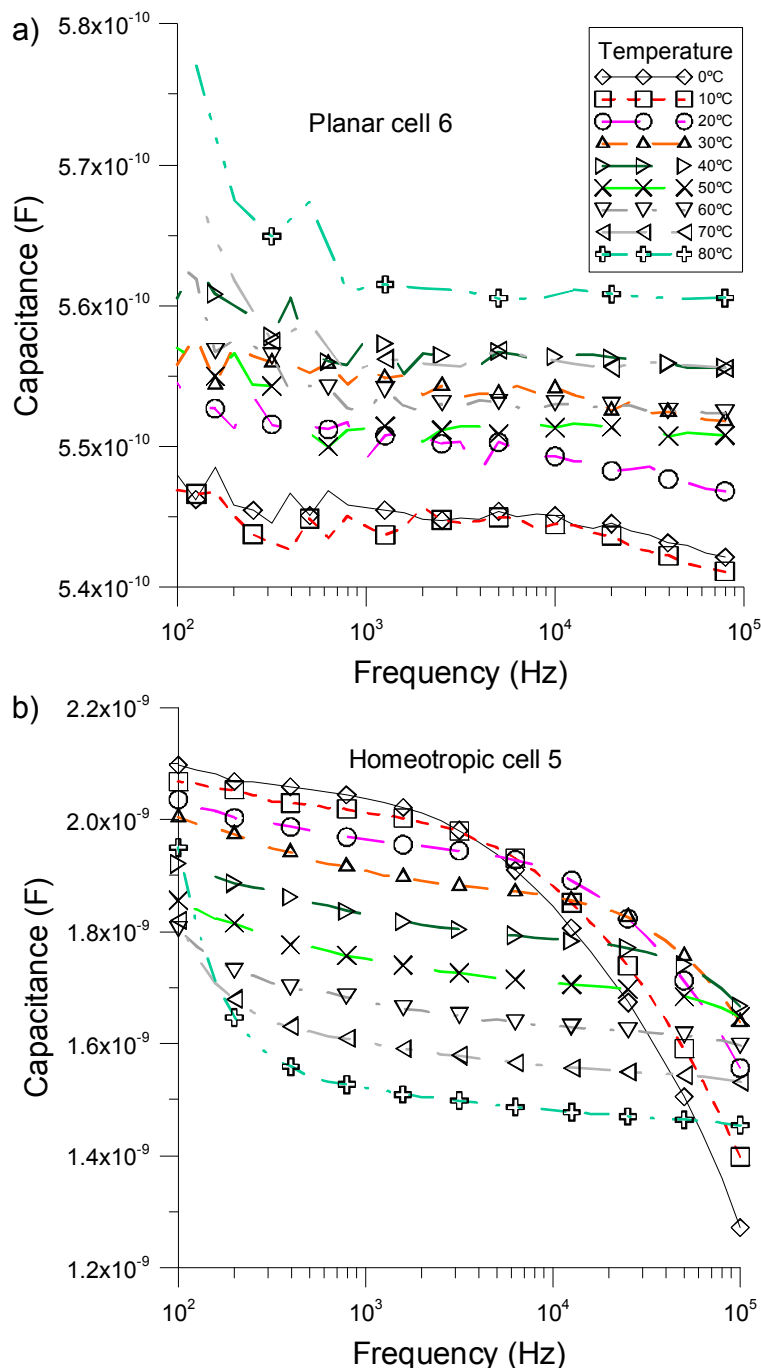 a)
5.8x10⁻¹⁰
5.7x10⁻¹⁰
5.6x10⁻¹⁰
5.5x10⁻¹⁰
5.4x10⁻¹⁰
Capacitance (F)
Planar cell 6
Temperature
0ºC
10ºC
20ºC
30ºC
40ºC
50ºC
60ºC
70ºC
80ºC
10² 10³ 10⁴ 10⁵
Frequency (Hz)
b)
2.2x10⁻⁹
2.0x10⁻⁹
1.8x10⁻⁹
1.6x10⁻⁹
1.4x10⁻⁹
1.2x10⁻⁹
Capacitance (F)
Homeotropic cell 5
10² 10³ 10⁴ 10⁵
Frequency (Hz)